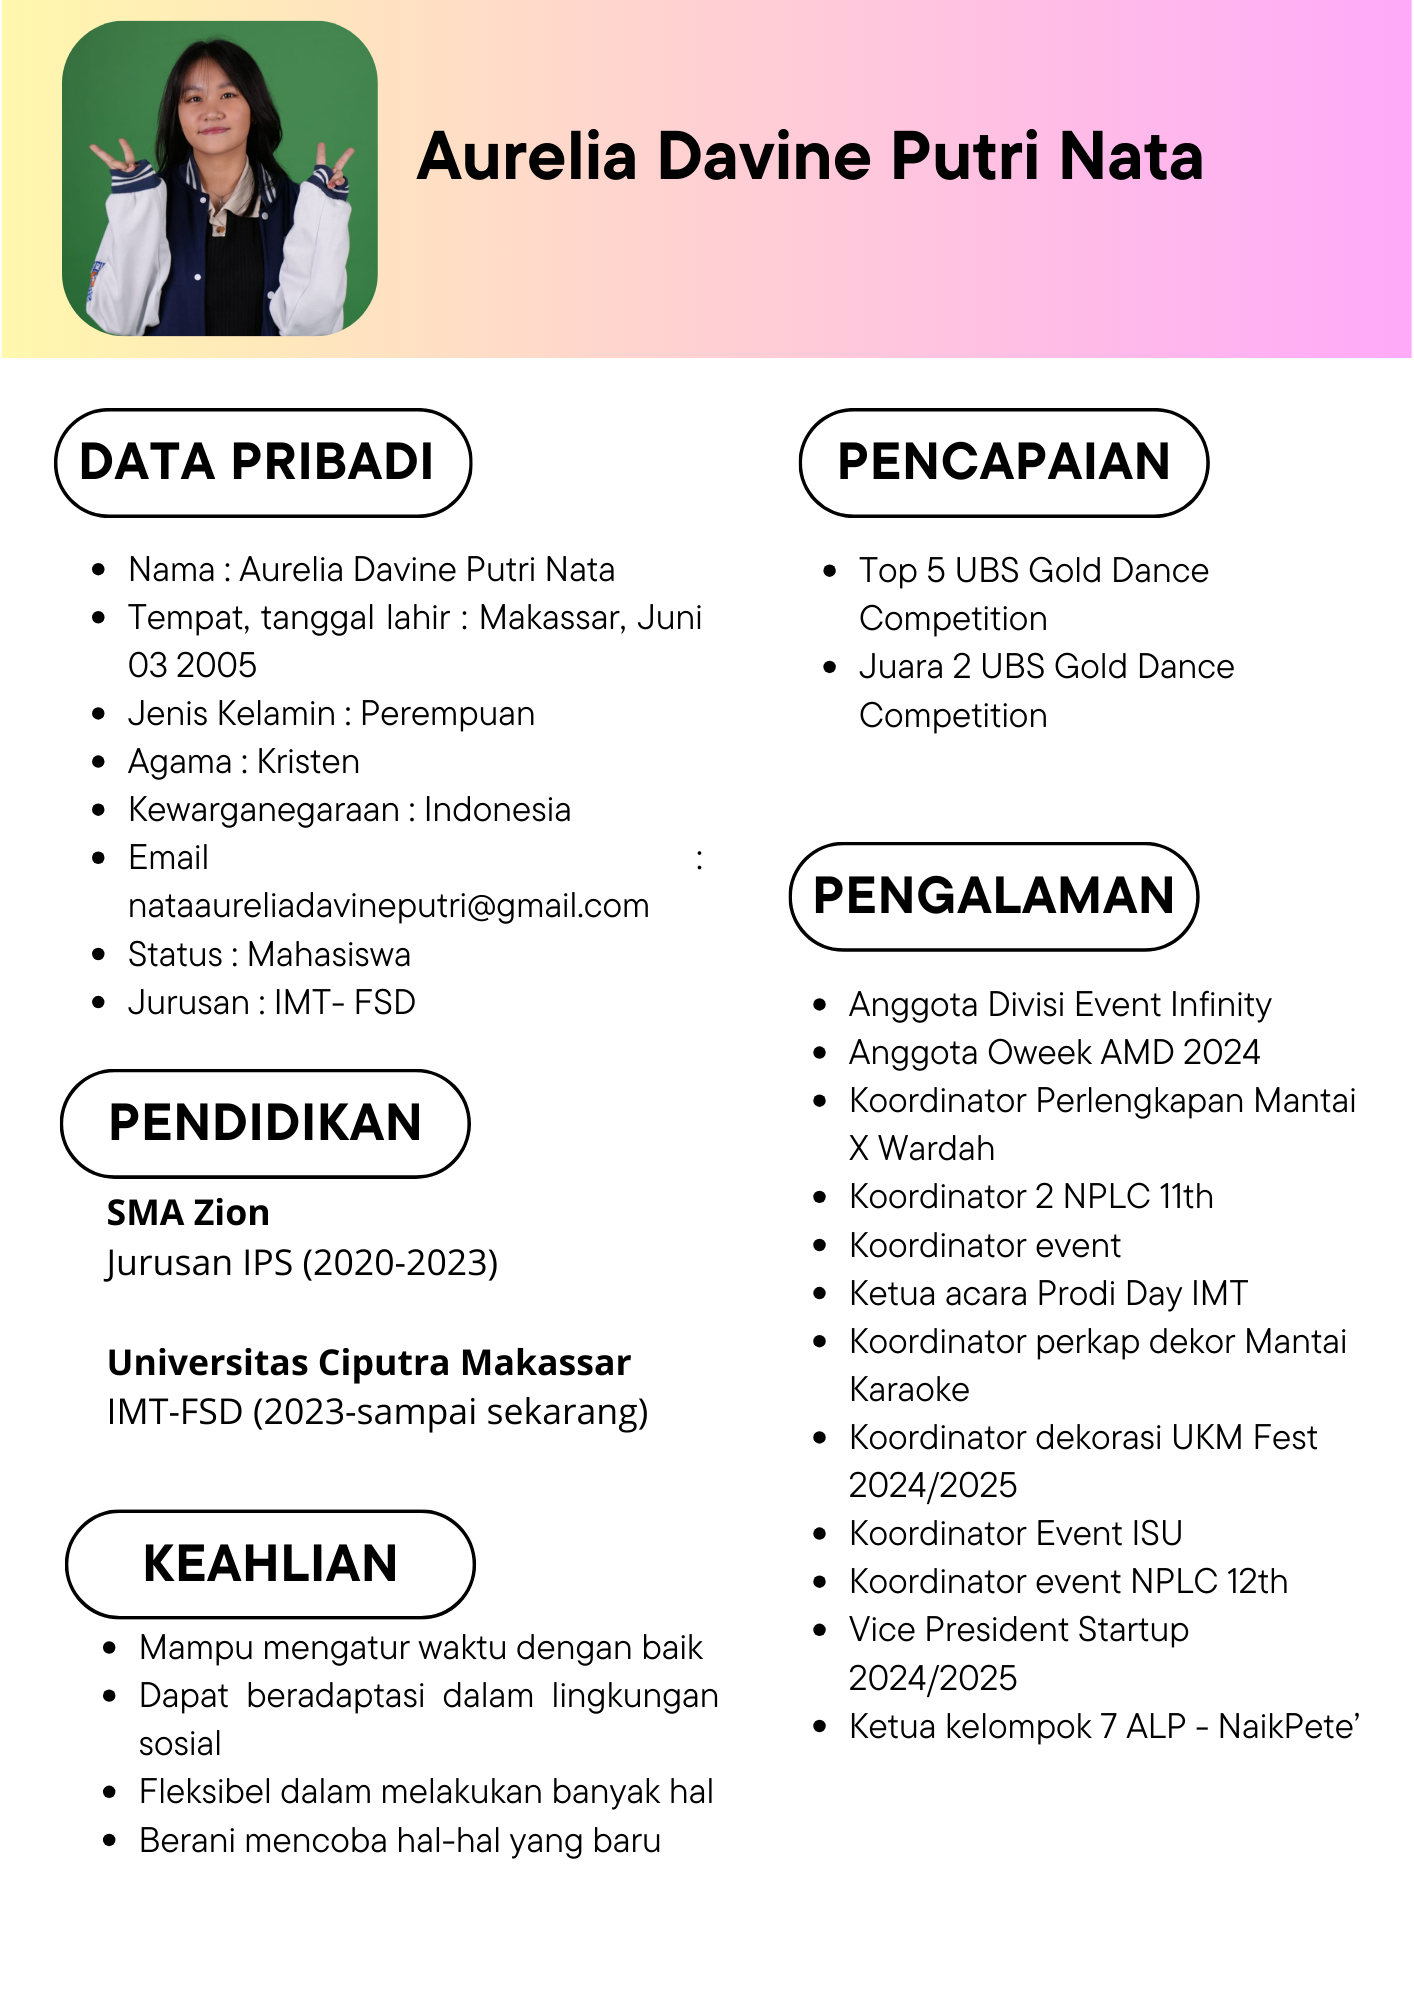 Aurelia Davine Putri Nata
DATA PRIBADI
Nama : Aurelia Davine Putri Nata
Tempat, tanggal lahir : Makassar, Juni
03 2005
Jenis Kelamin : Perempuan
Agama : Kristen
Kewarganegaraan : Indonesia
Email :
nataaureliadavineputri@gmail.com
Status : Mahasiswa
Jurusan : IMT- FSD
PENDIDIKAN
SMA Zion
Jurusan IPS (2020-2023)
Universitas Ciputra Makassar
IMT-FSD (2023-sampai sekarang)
KEAHLIAN
Mampu mengatur waktu dengan baik
Dapat beradaptasi dalam lingkungan
sosial
Fleksibel dalam melakukan banyak hal
Berani mencoba hal-hal yang baru
PENCAPAIAN
Top 5 UBS Gold Dance
Competition
Juara 2 UBS Gold Dance
Competition
PENGALAMAN
Anggota Divisi Event Infinity
Anggota Oweek AMD 2024
Koordinator Perlengkapan Mantai
X Wardah
Koordinator 2 NPLC 11th
Koordinator event
Ketua acara Prodi Day IMT
Koordinator perkap dekor Mantai
Karaoke
Koordinator dekorasi UKM Fest
2024/2025
Koordinator Event ISU
Koordinator event NPLC 12th
Vice President Startup
2024/2025
Ketua kelompok 7 ALP - NaikPete’